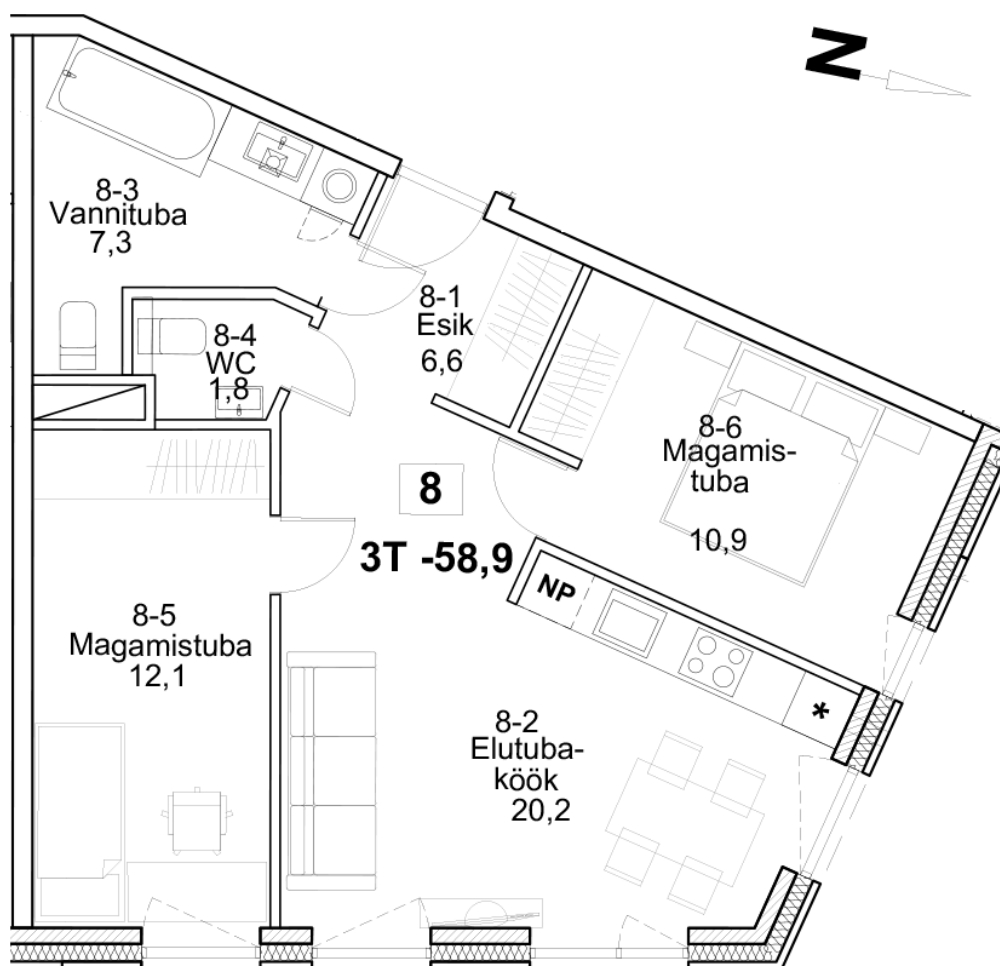 N
8-3
Vannituba
7,3
8-1
Esik
6,6
8-4
WC
1,8
8-6
Magamis-
tuba
10,9
8
3T -58,9
NP
8-5
Magamistuba
12,1
*
8-2
Elutuba-
köök
20,2